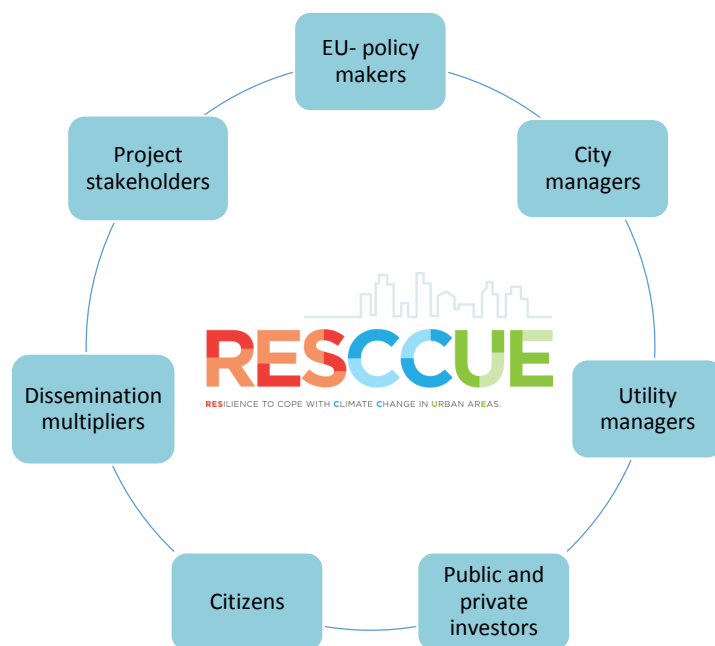 EU- policy
makers
City
managers
Utility
managers
Public and
private
investors
Citizens
Dissemination
multipliers
Project
stakeholders
RESCCUE
RESILIENCE TO COPE WITH CLIMATE CHANGE IN URBAN AREAS.